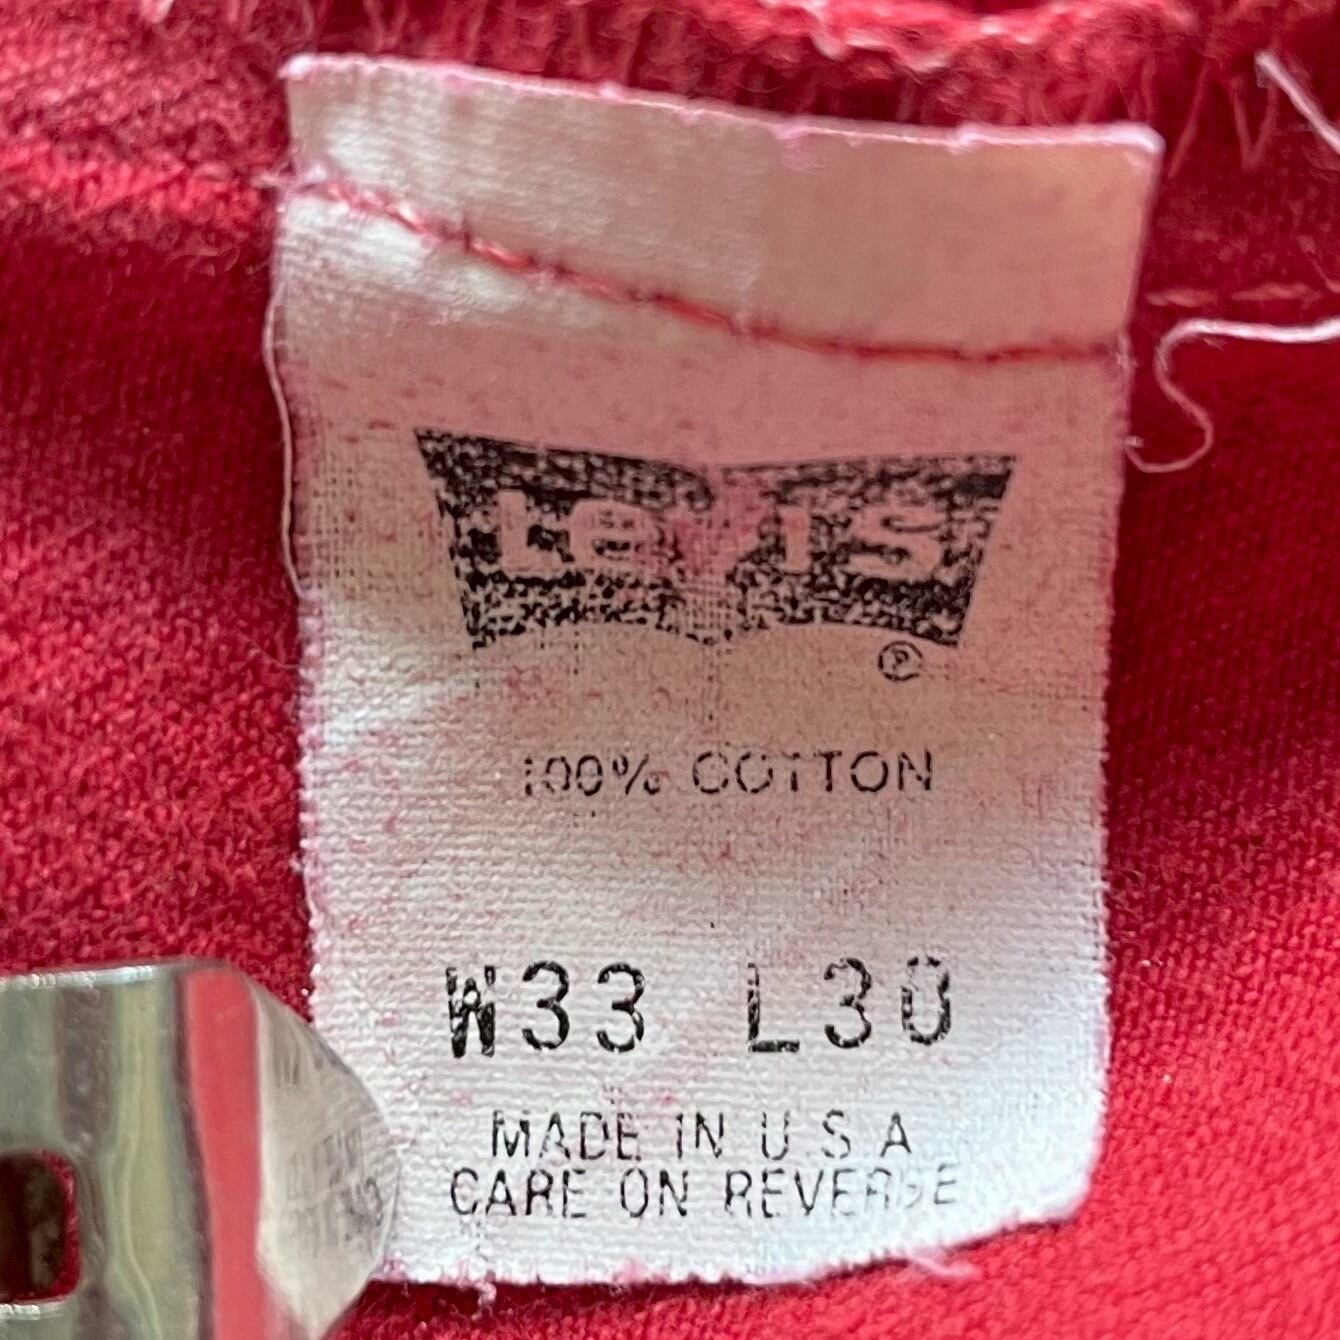 Levi's
®
100% COTTON
W33 L30
MADE IN U.S.A
CARE ON REVERSE